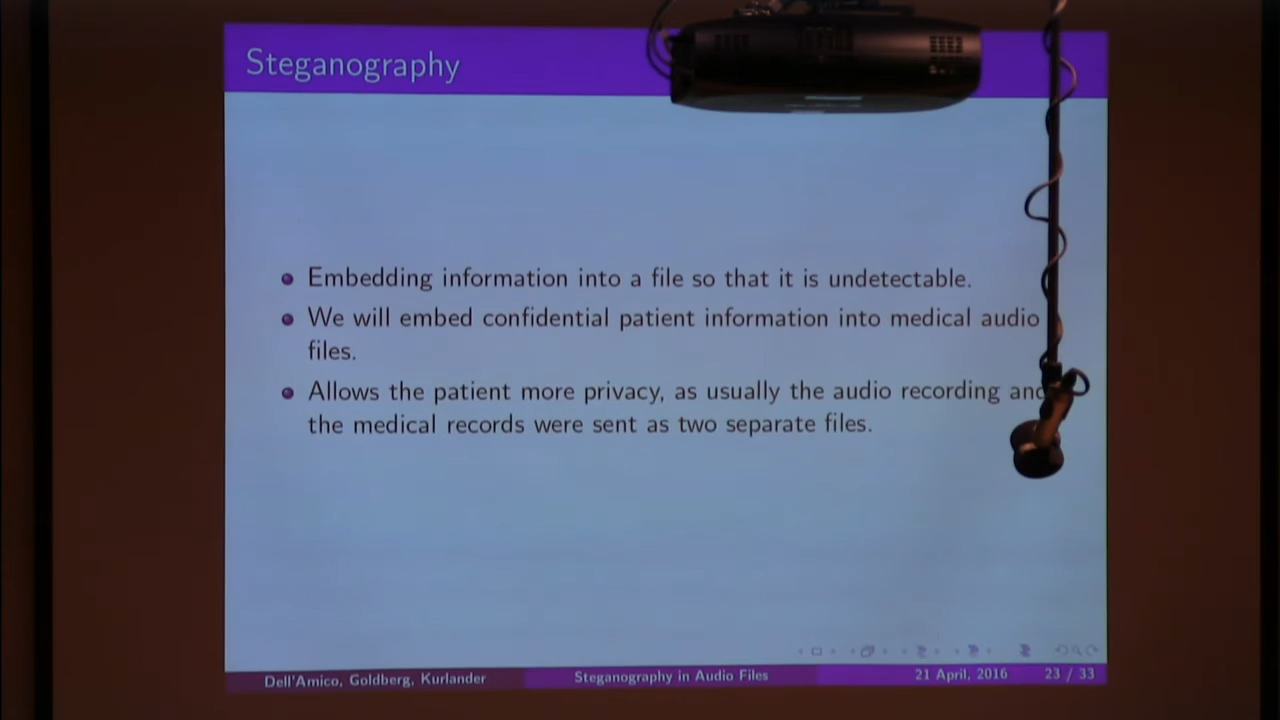 Steganography
Embedding information into a file so that it is undetectable.
We will embed confidential patient information into medical audio
files.
Allows the patient more privacy, as usually the audio recording and
the medical records were sent as two separate files.
Dell'Amico, Goldberg, Kurlander
Steganography in Audio Files
21 April, 2016
23 / 33